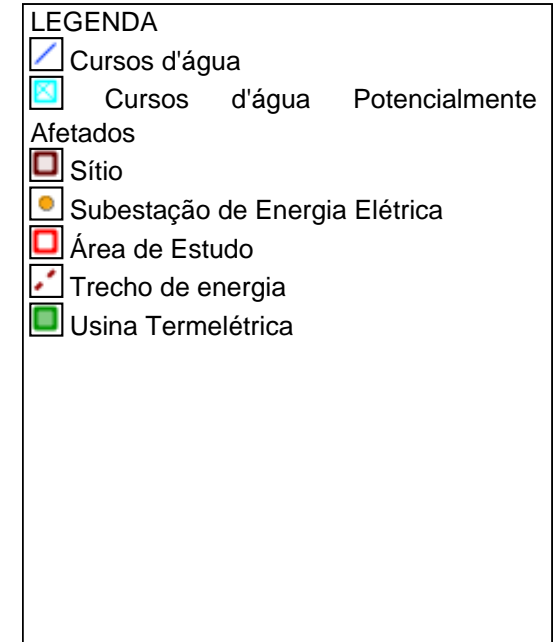 LEGENDA
Cursos d'água
Cursos d'água Potencialmente
Afetados
Sítio
Subestação de Energia Elétrica
Área de Estudo
Trecho de energia
Usina Termelétrica